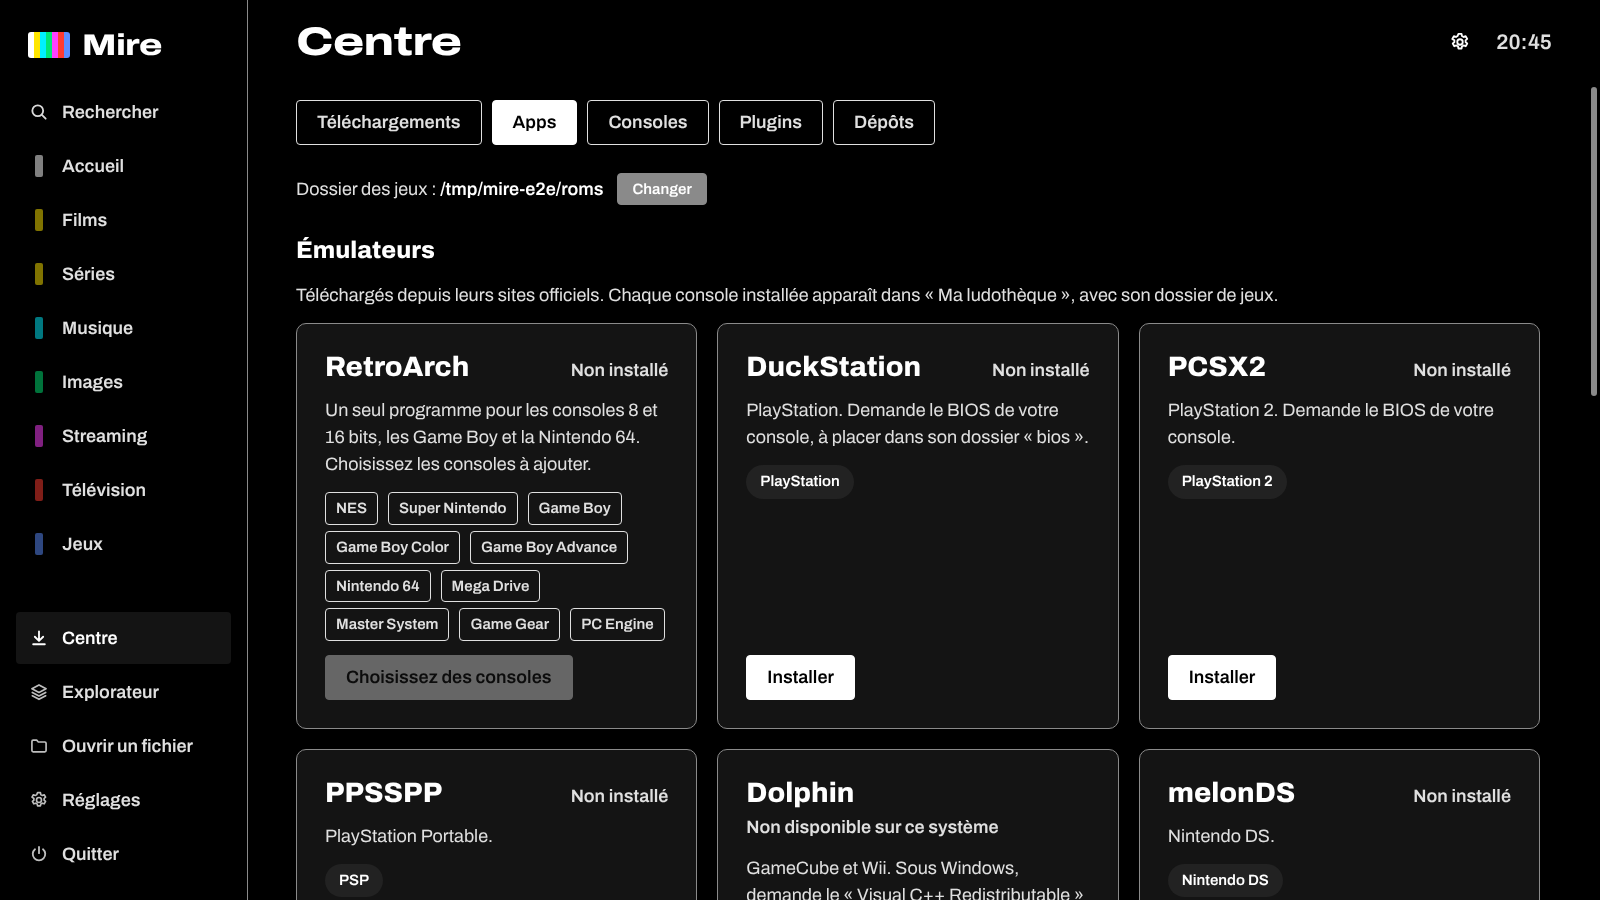 Mire
Rechercher
Accueil
Films
Séries
Musique
Images
Streaming
Télévision
Jeux
Centre
Explorateur
Ouvrir un fichier
Réglages
Quitter
Centre
20:45
Téléchargements
Apps
Consoles
Plugins
Dépôts
Dossier des jeux : /tmp/mire-e2e/roms
Changer
Émulateurs
Téléchargés depuis leurs sites officiels. Chaque console installée apparaît dans « Ma ludothèque », avec son dossier de jeux.
RetroArch
Non installé
Un seul programme pour les consoles 8 et
16 bits, les Game Boy et la Nintendo 64.
Choisissez les consoles à ajouter.
NES
Super Nintendo
Game Boy
Game Boy Color
Game Boy Advance
Nintendo 64
Mega Drive
Master System
Game Gear
PC Engine
Choisissez des consoles
DuckStation
Non installé
PlayStation. Demande le BIOS de votre
console, à placer dans son dossier « bios ».
PlayStation
Installer
PCSX2
Non installé
PlayStation 2. Demande le BIOS de votre
console.
PlayStation 2
Installer
PPSSPP
Non installé
PlayStation Portable.
PSP
Dolphin
Non disponible sur ce système
GameCube et Wii. Sous Windows,
demande le « Visual C++ Redistributable »
melonDS
Non installé
Nintendo DS.
Nintendo DS